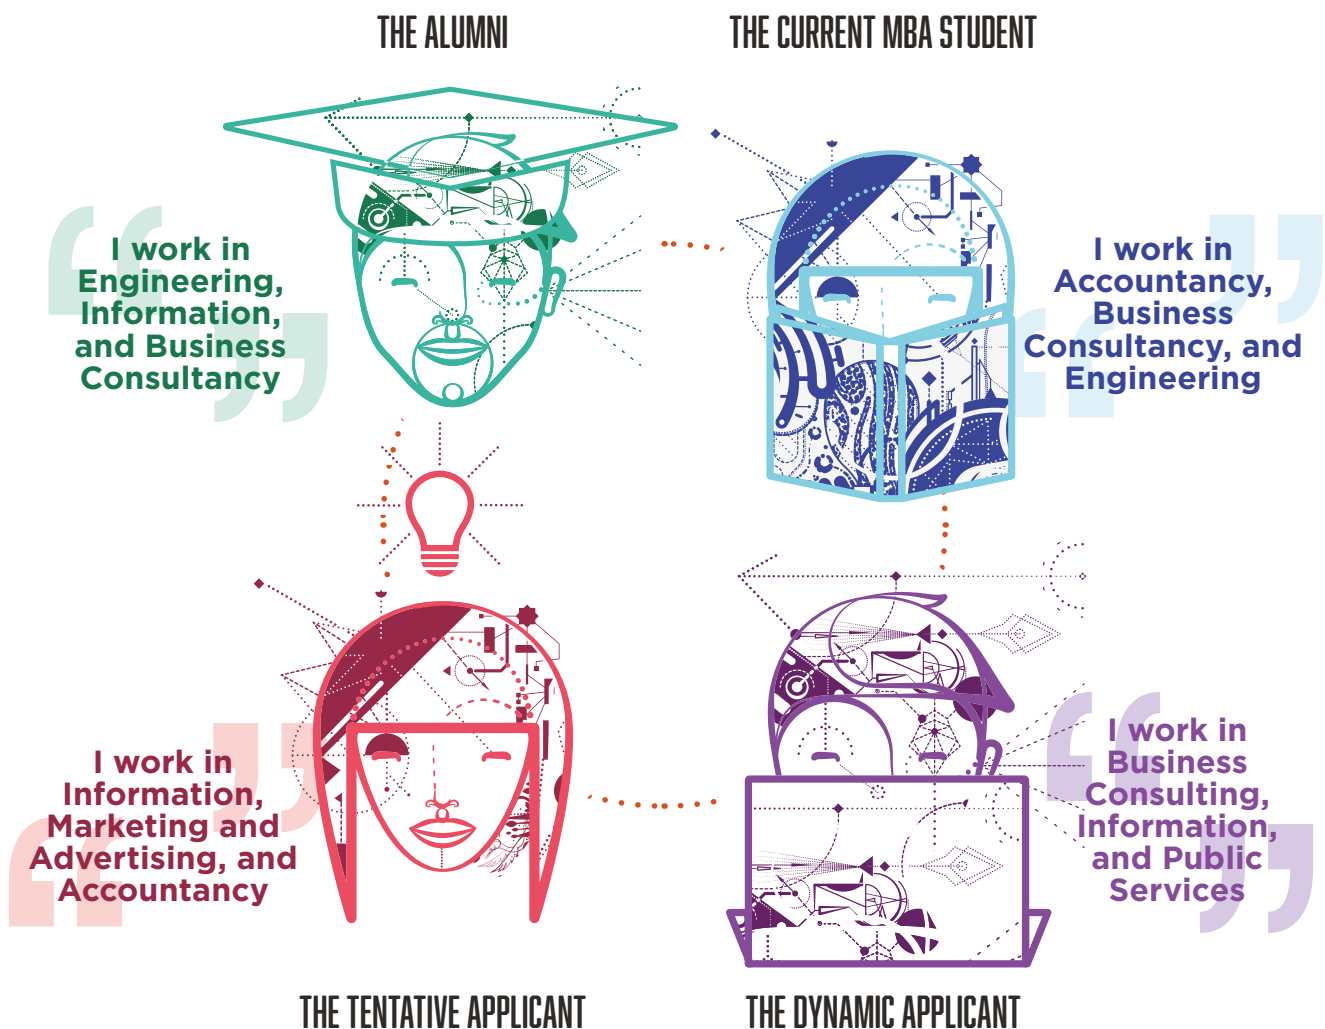 THE ALUMNI
THE CURRENT MBA STUDENT
I work in
Engineering,
Information,
and Business
Consultancy
I work in
Accountancy,
Business
Consultancy, and
Engineering
I work in
Information,
Marketing and
Advertising, and
Accountancy
I work in
Business
Consulting,
Information,
and Public
Services
THE TENTATIVE APPLICANT
THE DYNAMIC APPLICANT